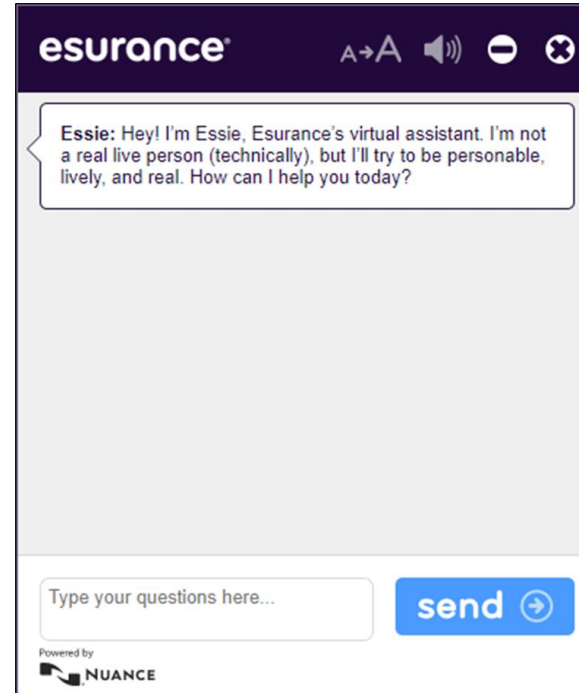 esurance®
A→A
Essie: Hey! I'm Essie, Esurance's virtual assistant. I'm not
a real live person (technically), but I'll try to be personable,
lively, and real. How can I help you today?
Type your questions here...
send
Powered by
NUANCE